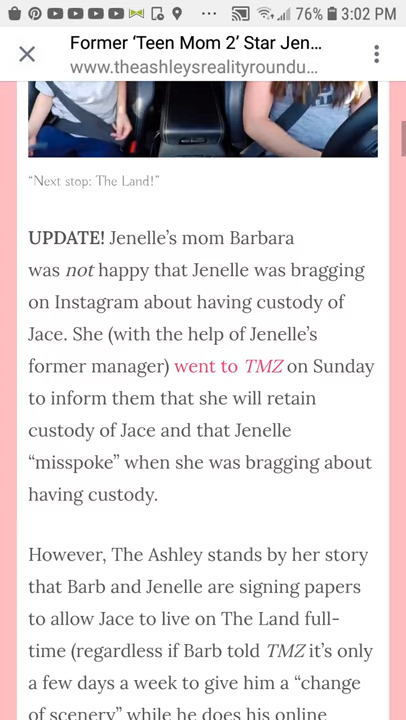 76% 3:02 PM
Former ‘Teen Mom 2’ Star Jen...
www.theashleysrealityroundu...
“Next stop: The Land!”
UPDATE! Jenelle’s mom Barbara
was not happy that Jenelle was bragging
on Instagram about having custody of
Jace. She (with the help of Jenelle’s
former manager) went to TMZ on Sunday
to inform them that she will retain
custody of Jace and that Jenelle
“misspoke” when she was bragging about
having custody.
However, The Ashley stands by her story
that Barb and Jenelle are signing papers
to allow Jace to live on The Land full-
time (regardless if Barb told TMZ it’s only
a few days a week to give him a “change
of scenery” while he does his online